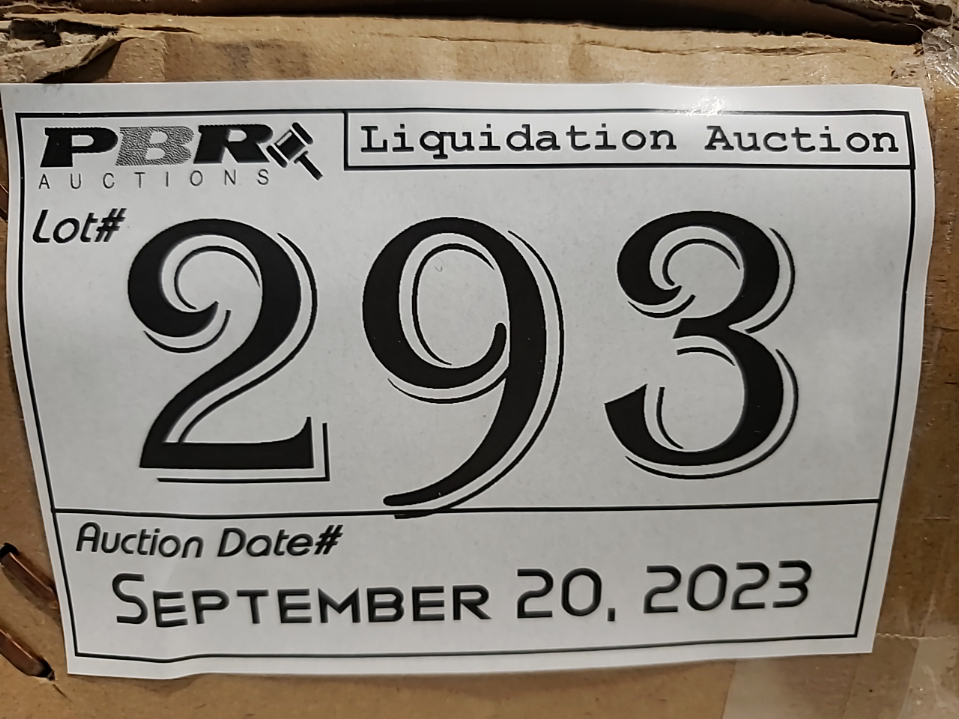 PBR
AUCTIONS
Liquidation Auction
Lot#
293
Auction Date#
September 20, 2023